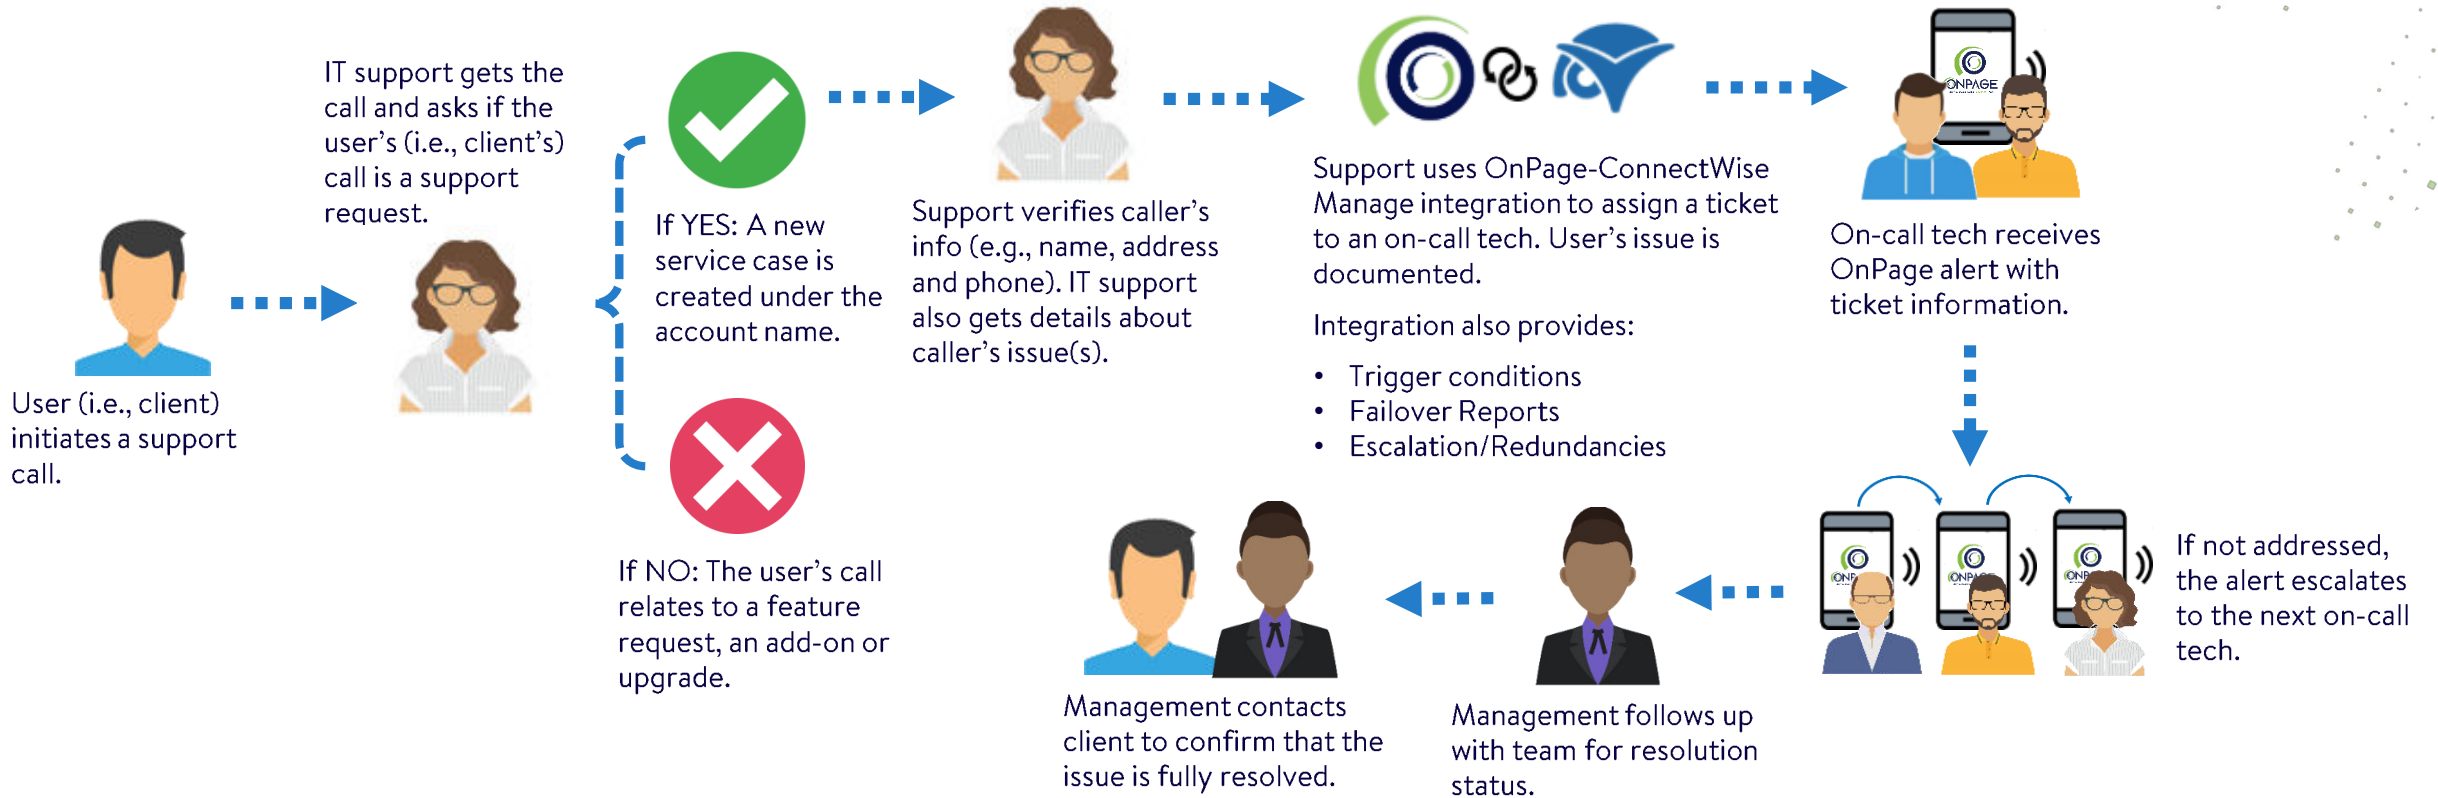 User (i.e., client)
initiates a support
call.
IT support gets the
call and asks if the
user's (i.e., client's)
call is a support
request.
If YES: A new
service case is
created under the
account name.
If NO: The user's call
relates to a feature
request, an add-on or
upgrade.
Support verifies caller's
info (e.g., name, address
and phone). IT support
also gets details about
caller's issue(s).
Support uses OnPage-ConnectWise
Manage integration to assign a ticket
to an on-call tech. User's issue is
documented.
Integration also provides:
• Trigger conditions
• Failover Reports
• Escalation/Redundancies
ONPAGE
On-call tech receives
OnPage alert with
ticket information.
If not addressed,
the alert escalates
to the next on-call
tech.
Management follows up
with team for resolution
status.
Management contacts
client to confirm that the
issue is fully resolved.